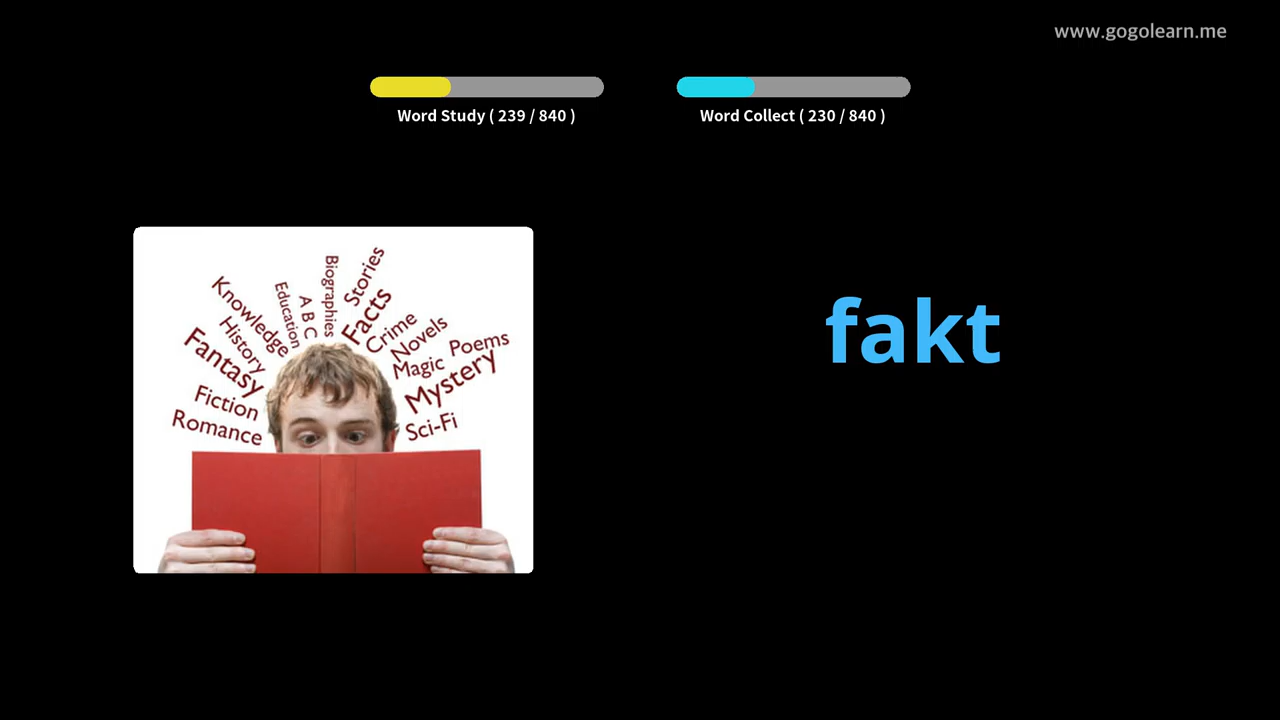 www.gogolearn.me
Word Study ( 239 / 840 )
Word Collect ( 230 / 840 )
Romance
Fiction
Fantasy
History
Knowledge
Education
A B C
Biographies
Stories
Facts
Crime
Novels
Magic
Poems
Mystery
Sci-Fi
fakt